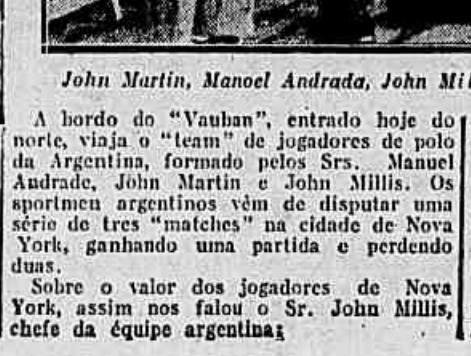 John Martin, Manoel Andrada, John Mil
A bordo do "Vauban", entrado hoje do
norte, viaja o "team" de jogadores de polo
da Argentina, formado pelos Srs. Manuel
Andrade, John Martin e John Millis. Os
sportmen argentinos vêm de disputar uma
série de tres "matches" na cidade de Nova
York, ganhando uma partida e perdendo
duas.
Sobre o valor dos jogadores de Nova
York, assim nos falou o Sr. John Millis,
chefe da équipe argentina: